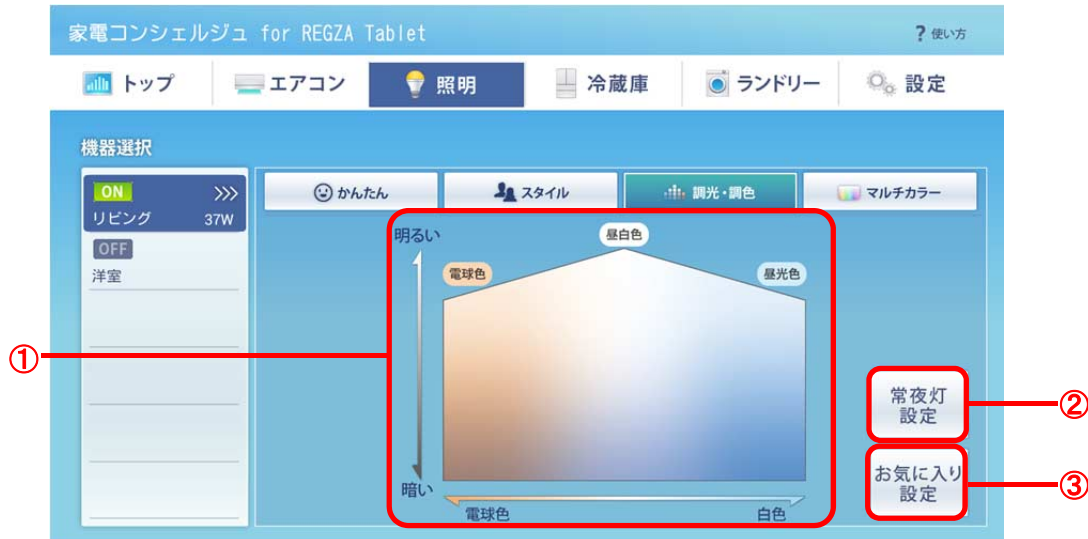 家電コンシェルジュ for REGZA Tablet
? 使い方
トップ
エアコン
照明
冷蔵庫
ランドリー
設定
機器選択
ON >>>
リビング 37W
OFF
洋室
かんたん
スタイル
調光・調色
マルチカラー
明るい
昼白色
電球色
昼光色
暗い
電球色
白色
常夜灯
設定
お気に入り
設定
①
②
③